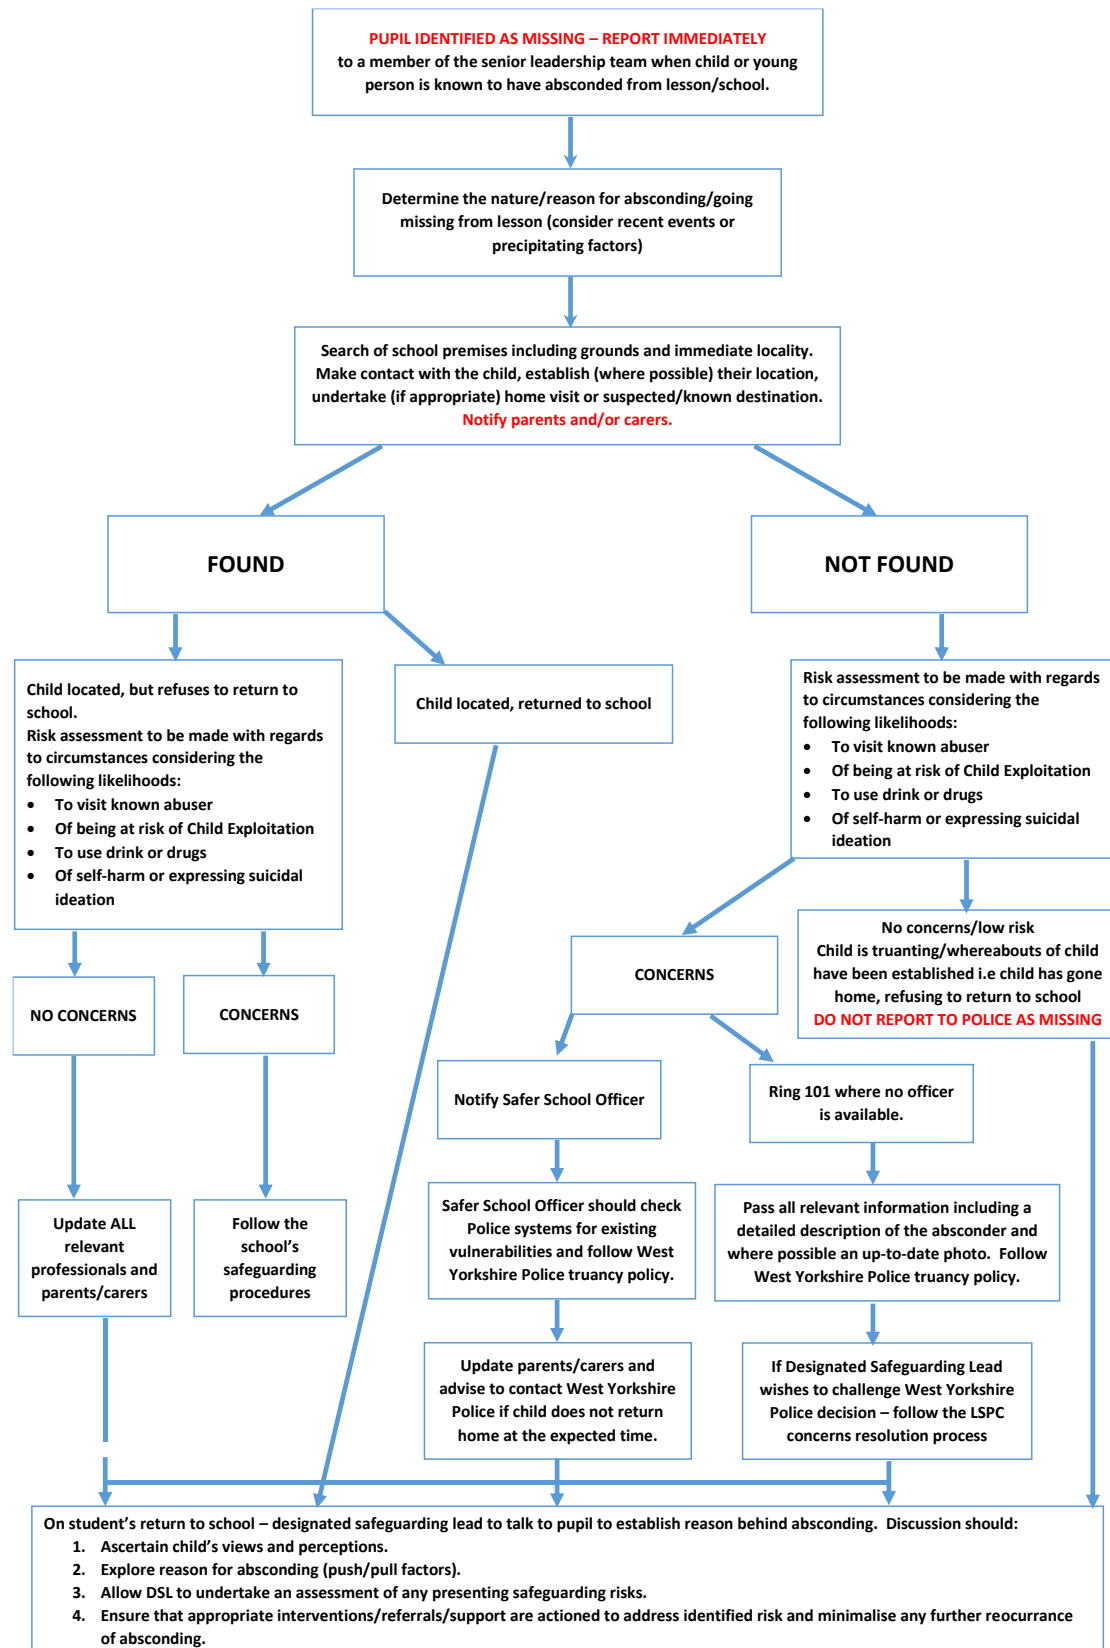 PUPIL IDENTIFIED AS MISSING – REPORT IMMEDIATELY
to a member of the senior leadership team when child or young
person is known to have absconded from lesson/school.
Determine the nature/reason for absconding/going
missing from lesson (consider recent events or
precipitating factors)
Search of school premises including grounds and immediate locality.
Make contact with the child, establish (where possible) their location,
undertake (if appropriate) home visit or suspected/known destination.
Notify parents and/or carers.
FOUND
NOT FOUND
Child located, but refuses to return to
school.
Risk assessment to be made with regards
to circumstances considering the
following likelihoods:
• To visit known abuser
• Of being at risk of Child Exploitation
• To use drink or drugs
• Of self-harm or expressing suicidal
ideation
Child located, returned to school
Risk assessment to be made with regards
to circumstances considering the
following likelihoods:
• To visit known abuser
• Of being at risk of Child Exploitation
• To use drink or drugs
• Of self-harm or expressing suicidal
ideation
NO CONCERNS
CONCERNS
CONCERNS
No concerns/low risk
Child is truanting/whereabouts of child
have been established i.e child has gone
home, refusing to return to school
DO NOT REPORT TO POLICE AS MISSING
Notify Safer School Officer
Ring 101 where no officer
is available.
Update ALL
relevant
professionals and
parents/carers
Follow the
school's
safeguarding
procedures
Safer School Officer should check
Police systems for existing
vulnerabilities and follow West
Yorkshire Police truancy policy.
Pass all relevant information including a
detailed description of the absconder and
where possible an up-to-date photo.  Follow
West Yorkshire Police truancy policy.
Update parents/carers and
advise to contact West Yorkshire
Police if child does not return
home at the expected time.
If Designated Safeguarding Lead
wishes to challenge West Yorkshire
Police decision – follow the LSPC
concerns resolution process
On student's return to school – designated safeguarding lead to talk to pupil to establish reason behind absconding.  Discussion should:
1. Ascertain child's views and perceptions.
2. Explore reason for absconding (push/pull factors).
3. Allow DSL to undertake an assessment of any presenting safeguarding risks.
4. Ensure that appropriate interventions/referrals/support are actioned to address identified risk and minimalise any further reocurrance
of absconding.